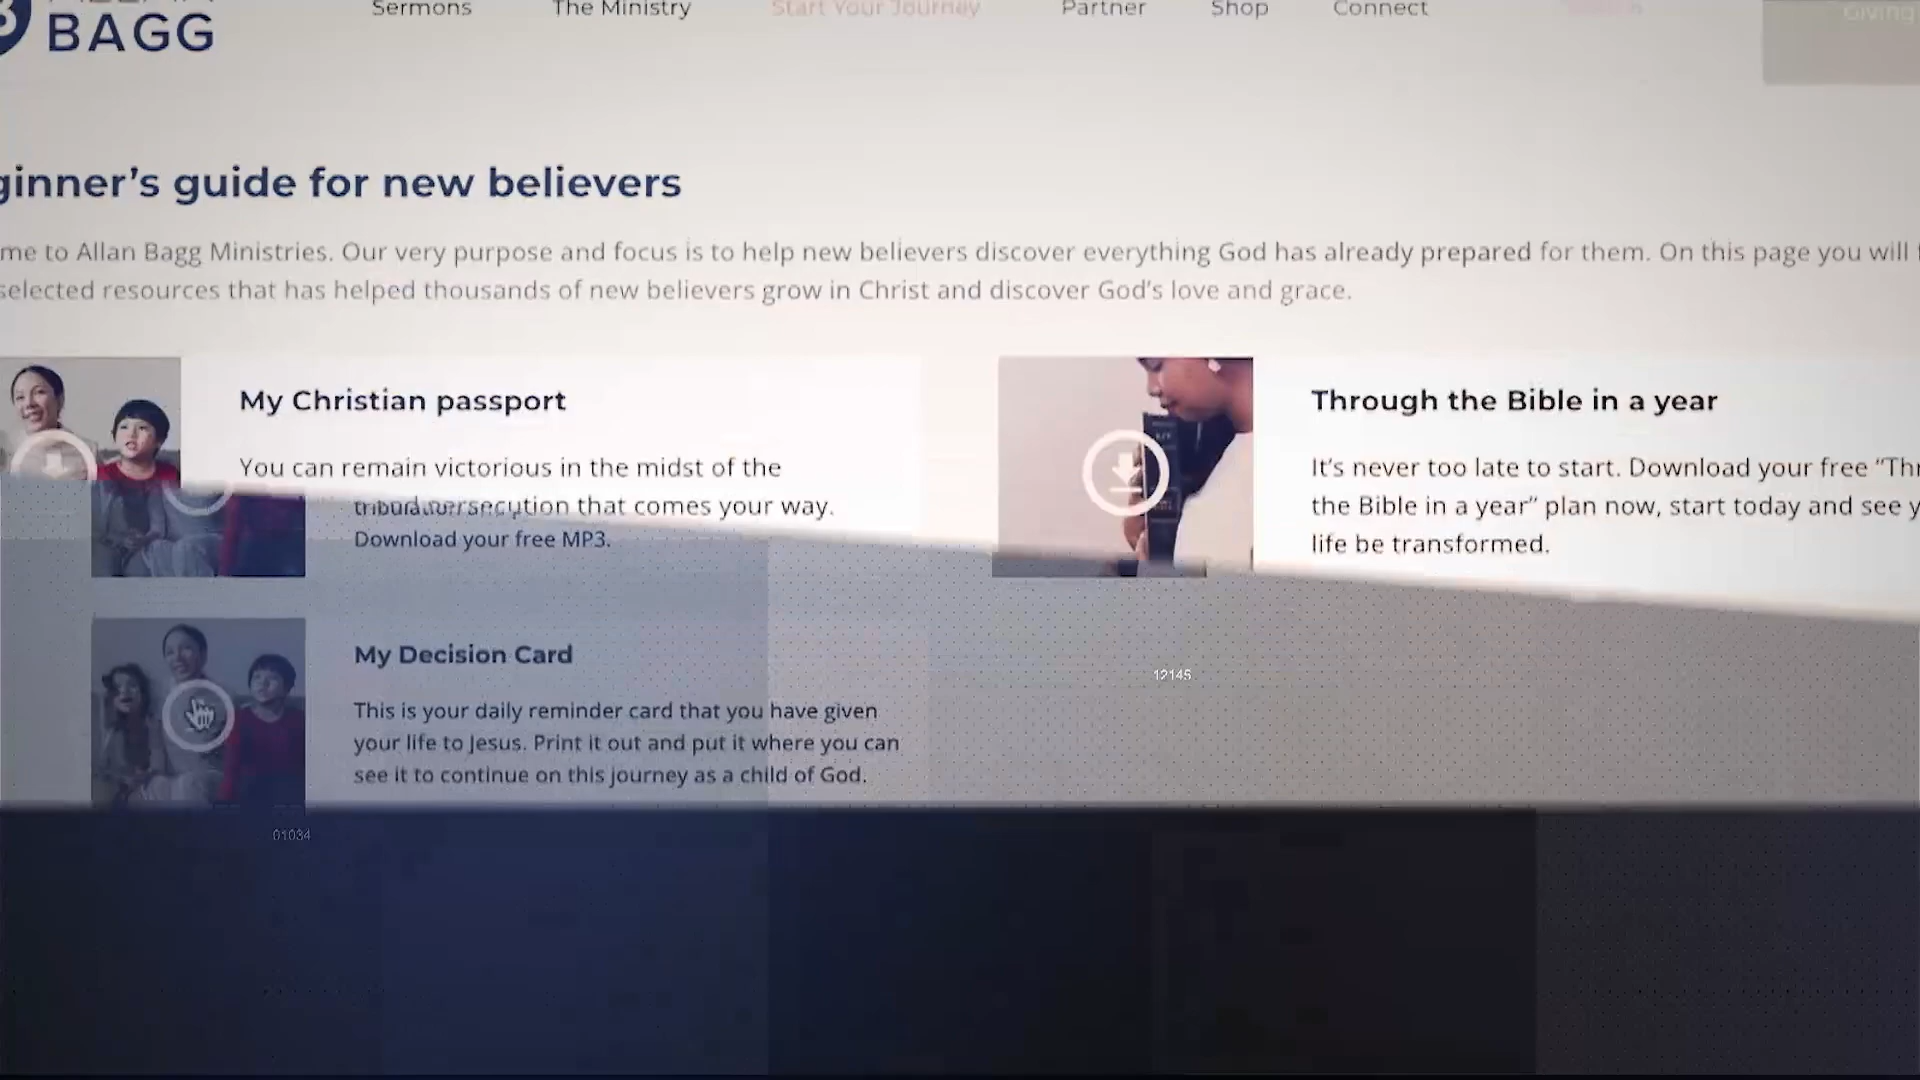 BAGG
Sermons
The Ministry
Start Your Journey
Partner
Shop
Connect
Giving
ginner's guide for new believers
me to Allan Bagg Ministries. Our very purpose and focus is to help new believers discover everything God has already prepared for them. On this page you will
selected resources that has helped thousands of new believers grow in Christ and discover God's love and grace.
My Christian passport
You can remain victorious in the midst of the
that comes your way.
Download your free MP3.
Through the Bible in a year
It's never too late to start. Download your free “Thr
the Bible in a year” plan now, start today and see y
life be transformed.
My Decision Card
This is your daily reminder card that you have given
your life to Jesus. Print it out and put it where you can
see it to continue on this journey as a child of God.
12145
01034